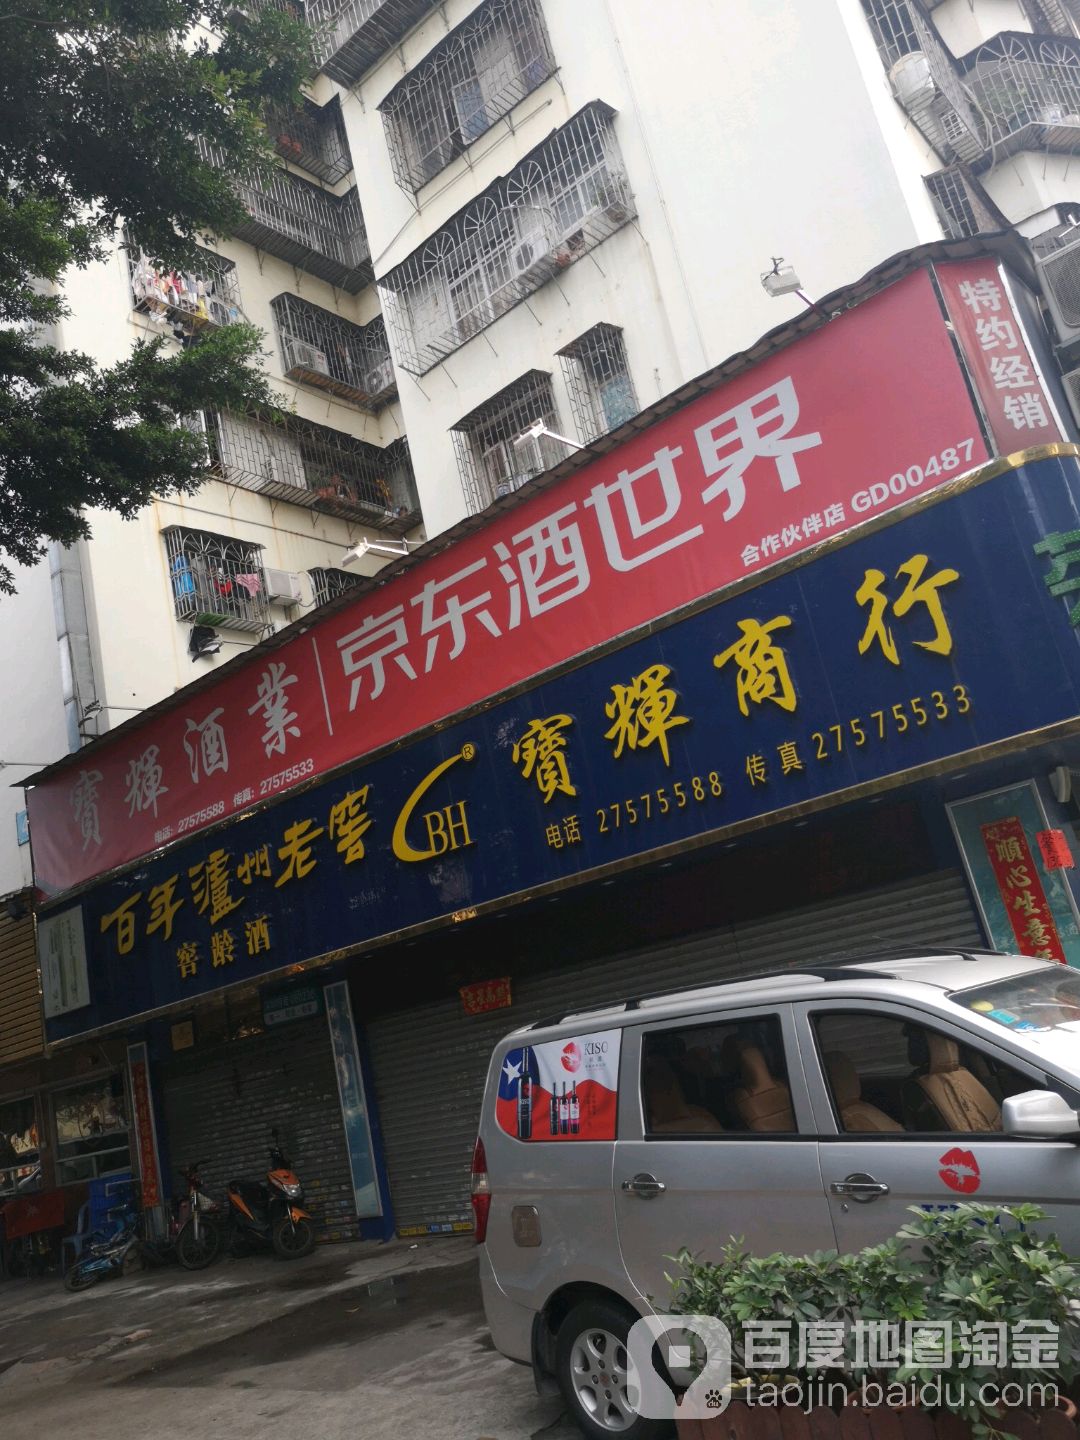 特约经销
寶輝酒業 京东酒世界
合作伙伴店 GD00487
电话：27575588 传真：27575533
百年瀘州老窖
窖龄酒
BH®
寶輝商行
电话 27575588 传真 27575533
順心生意
KISO
百度地图淘金
taojin.baidu.com